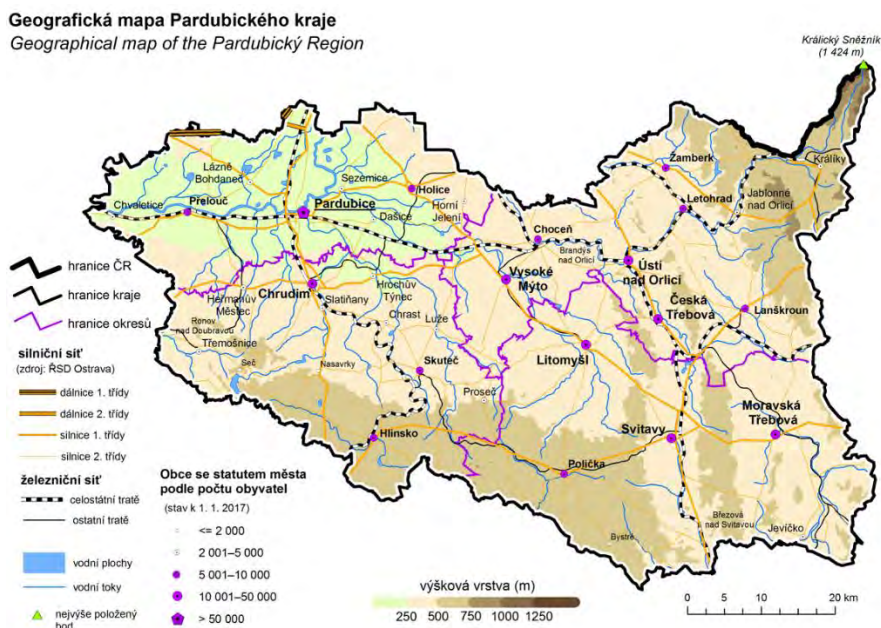 Geografická mapa Pardubického kraje
Geographical map of the Pardubický Region
Králický Sněžník
(1 424 m)
Žamberk
Králíky
Lázně
Bohdaneč
Sezemice
Holice
Letohrad
Jablonné
nad Orlicí
Chvaletice
Přelouč
Pardubice
Dašice
Horní
Jelení
Choceň
Brandýs
nad Orlicí
Ústí
nad Orlicí
hranice ČR
hranice kraje
hranice okresů
Vysoké
Mýto
Heřmanův
Městec
Chrudim
Slatiňany
Hrochův
Týnec
Česká
Třebová
Lanškroun
Ronov
nad Doubravou
Třemošnice
Chrast
Luže
Litomyšl
Seč
Nasavrky
Skuteč
Proseč
Moravská
Třebová
Hlinsko
Svitavy
Polička
Březová
nad Svitavou
Jevíčko
Bystré
silniční síť
(zdroj: ŘSD Ostrava)
dálnice 1. třídy
dálnice 2. třídy
silnice 1. třídy
silnice 2. třídy
železniční síť
celostátní tratě
ostatní tratě
vodní plochy
vodní toky
nejvýše položený
bod
Obce se statutem města
podle počtu obyvatel
(stav k 1. 1. 2017)
<= 2 000
2 001–5 000
5 001–10 000
10 001–50 000
> 50 000
výšková vrstva (m)
250 500 750 1000 1250
0 5 10 20 km